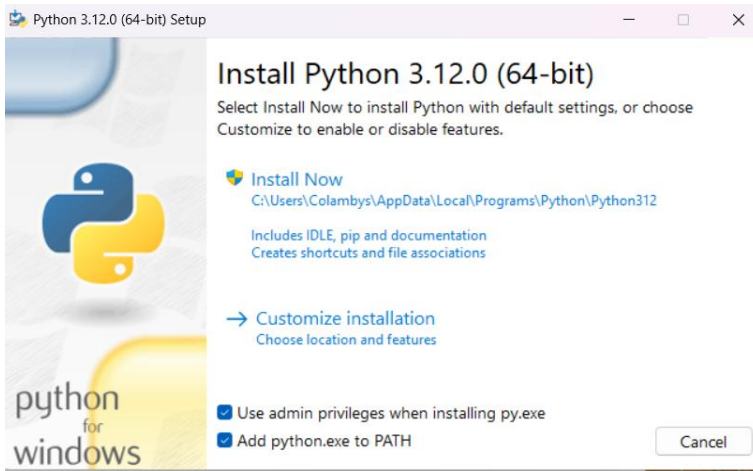 Python 3.12.0 (64-bit) Setup
Install Python 3.12.0 (64-bit)
Select Install Now to install Python with default settings, or choose
Customize to enable or disable features.
Install Now
C:\Users\Colambys\AppData\Local\Programs\Python\Python312
Includes IDLE, pip and documentation
Creates shortcuts and file associations
Customize installation
Choose location and features
python
for
windows
Use admin privileges when installing py.exe
Add python.exe to PATH
Cancel